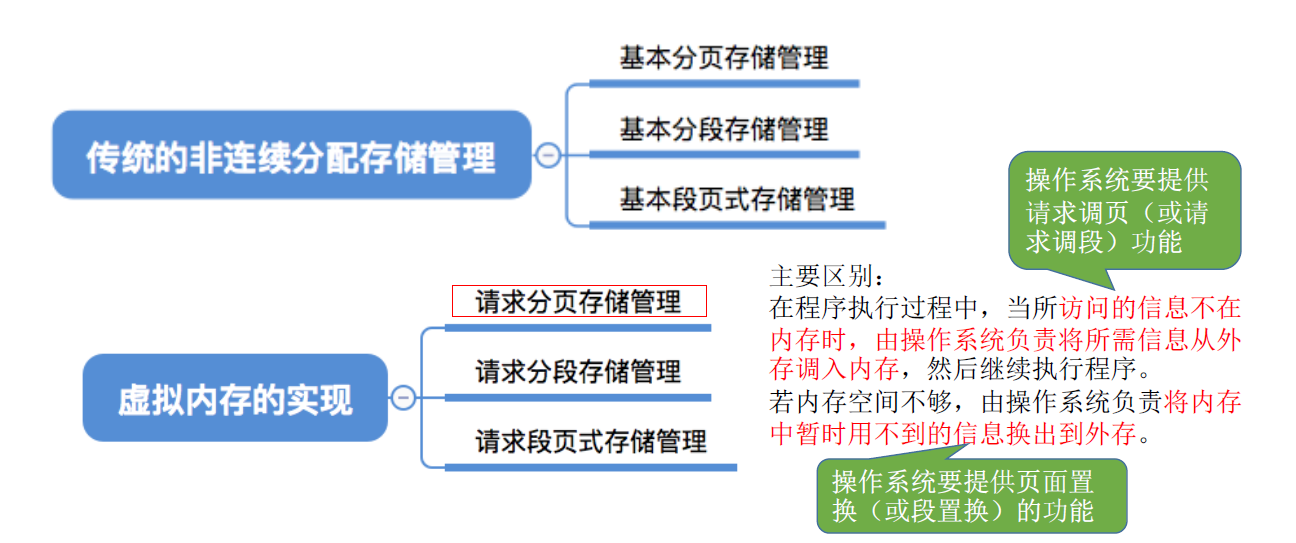 基本分页存储管理
基本分段存储管理
基本段页式存储管理
传统的非连续分配存储管理
操作系统要提供
请求调页（或请
求调段）功能
请求分页存储管理
请求分段存储管理
请求段页式存储管理
虚拟内存的实现
主要区别：
在程序执行过程中，当所访问的信息不在
内存时，由操作系统负责将所需信息从外
存调入内存，然后继续执行程序。
若内存空间不够，由操作系统负责将内存
中暂时用不到的信息换出到外存。
操作系统要提供页面置
换（或段置换）的功能